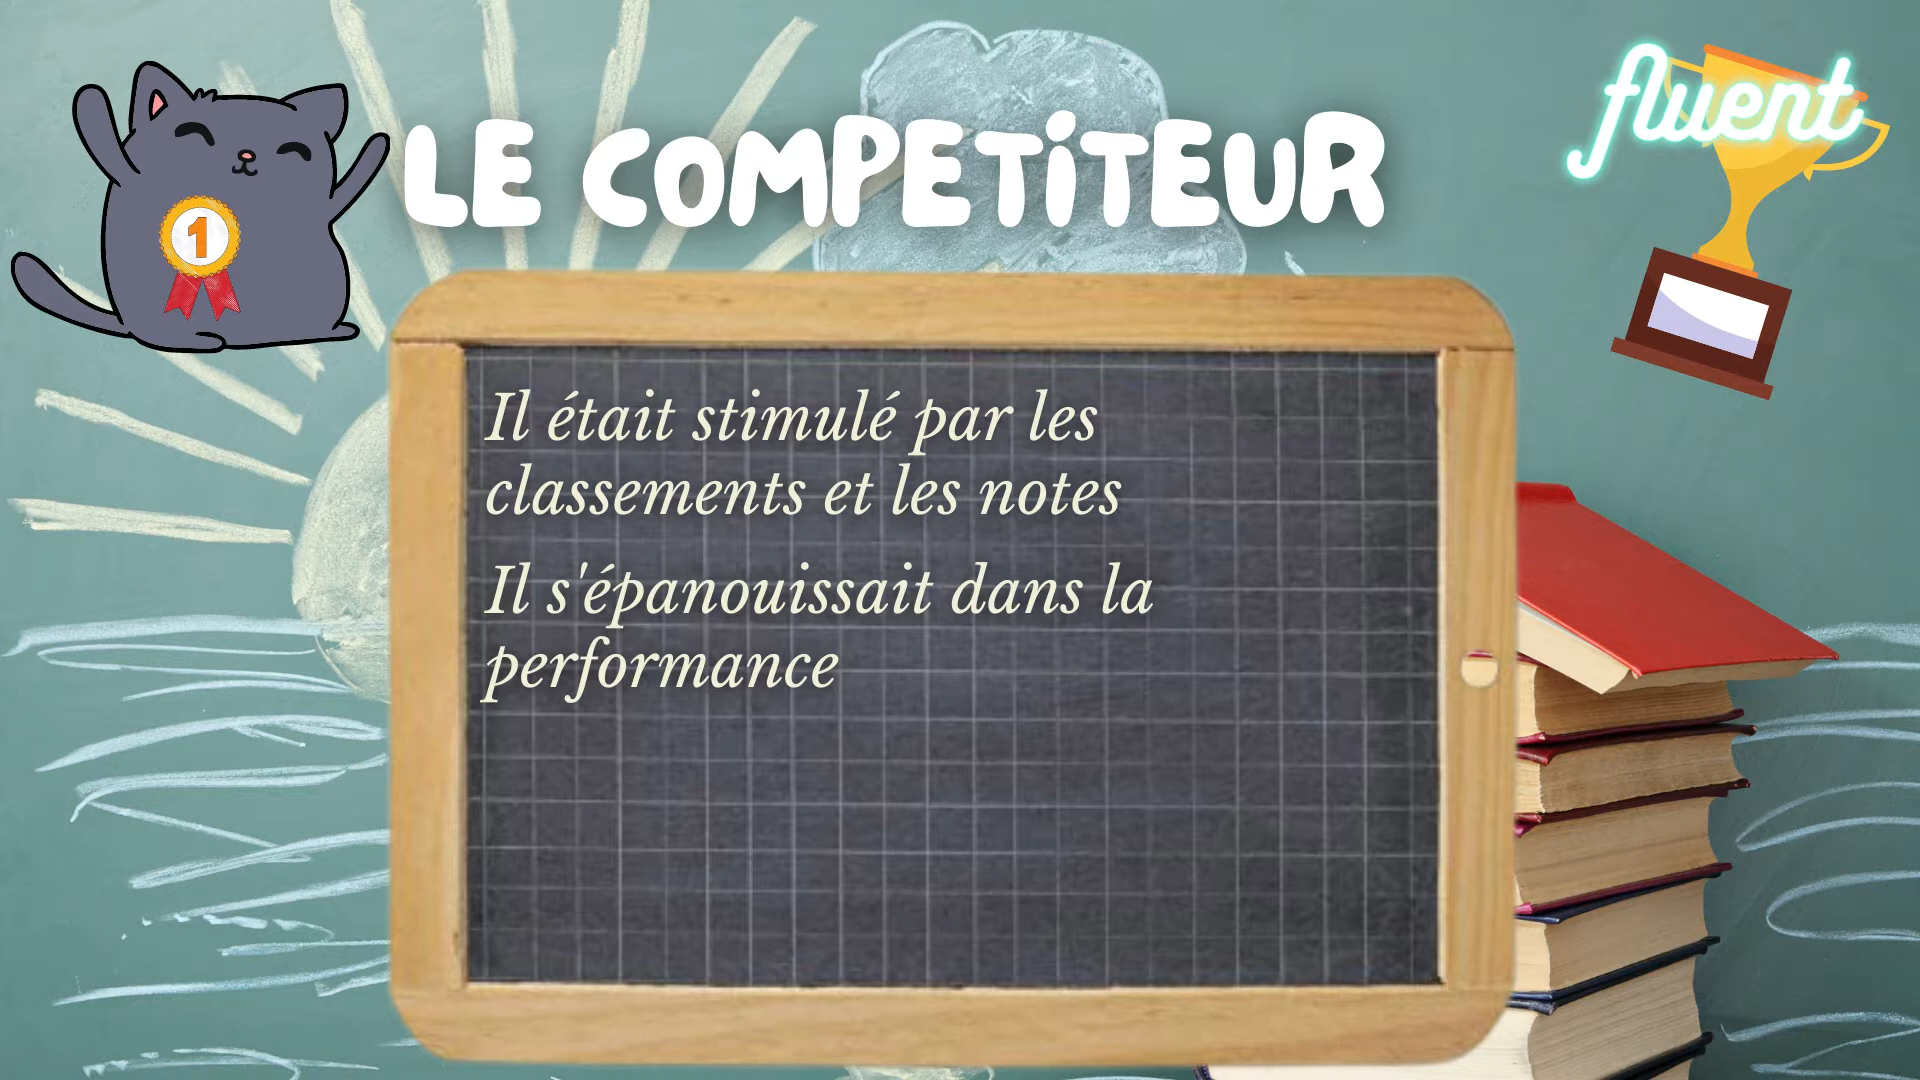 fluent
LE COMPETITEUR
1
Il était stimulé par les
classements et les notes
Il s'épanouissait dans la
performance